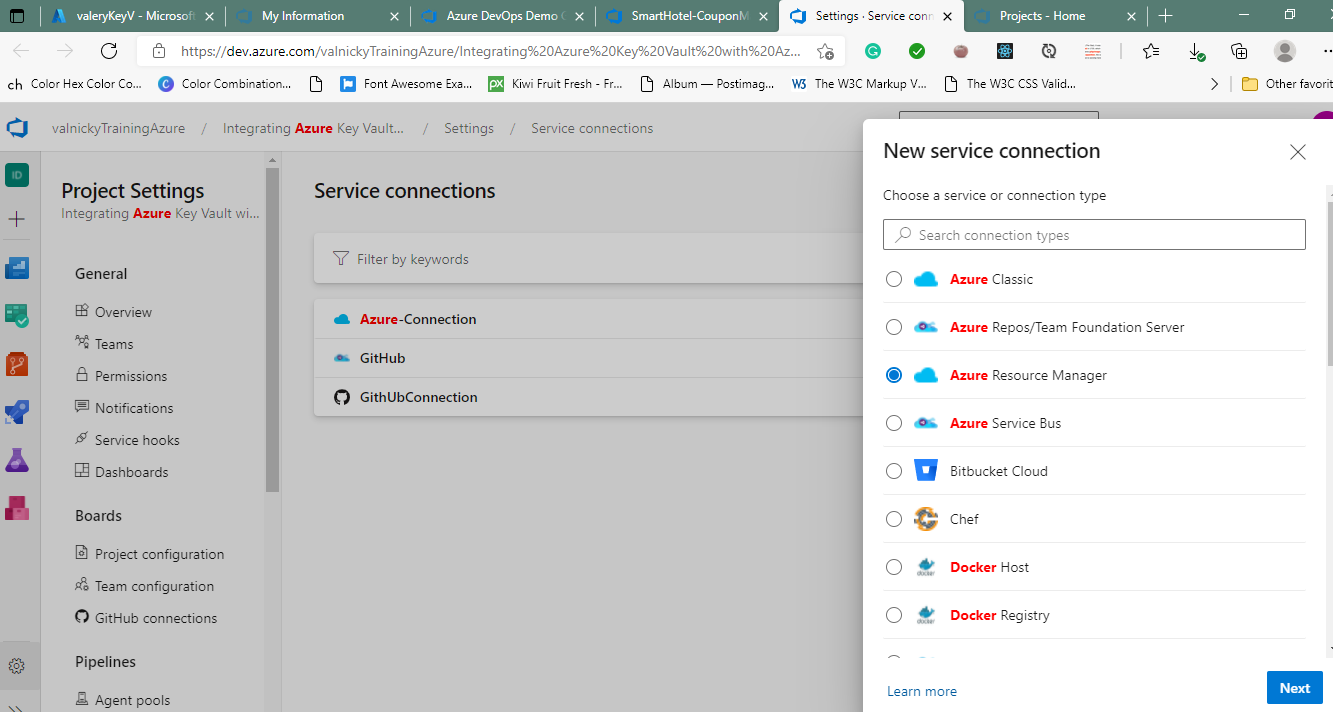 valeryKeyV - Microsoft
My Information
Azure DevOps Demo G
SmartHotel-CouponM
Settings · Service conn
Projects - Home
https://dev.azure.com/valnickyTrainingAzure/Integrating%20Azure%20Key%20Vault%20with%20Az...
ch Color Hex Color Co...
C Color Combination...
Font Awesome Exa...
px Kiwi Fruit Fresh - Fr...
Album — Postimag...
W3 The W3C Markup V...
The W3C CSS Valid...
Other favorit
valnickyTrainingAzure / Integrating Azure Key Vault... / Settings / Service connections
ID
Project Settings
Integrating Azure Key Vault wi...
General
Overview
Teams
Permissions
Notifications
Service hooks
Dashboards
Boards
Project configuration
Team configuration
GitHub connections
Pipelines
Agent pools
Service connections
Filter by keywords
Azure-Connection
GitHub
GithUbConnection
New service connection
Choose a service or connection type
Search connection types
Azure Classic
Azure Repos/Team Foundation Server
Azure Resource Manager
Azure Service Bus
Bitbucket Cloud
Chef
docker Docker Host
docker Docker Registry
Learn more
Next